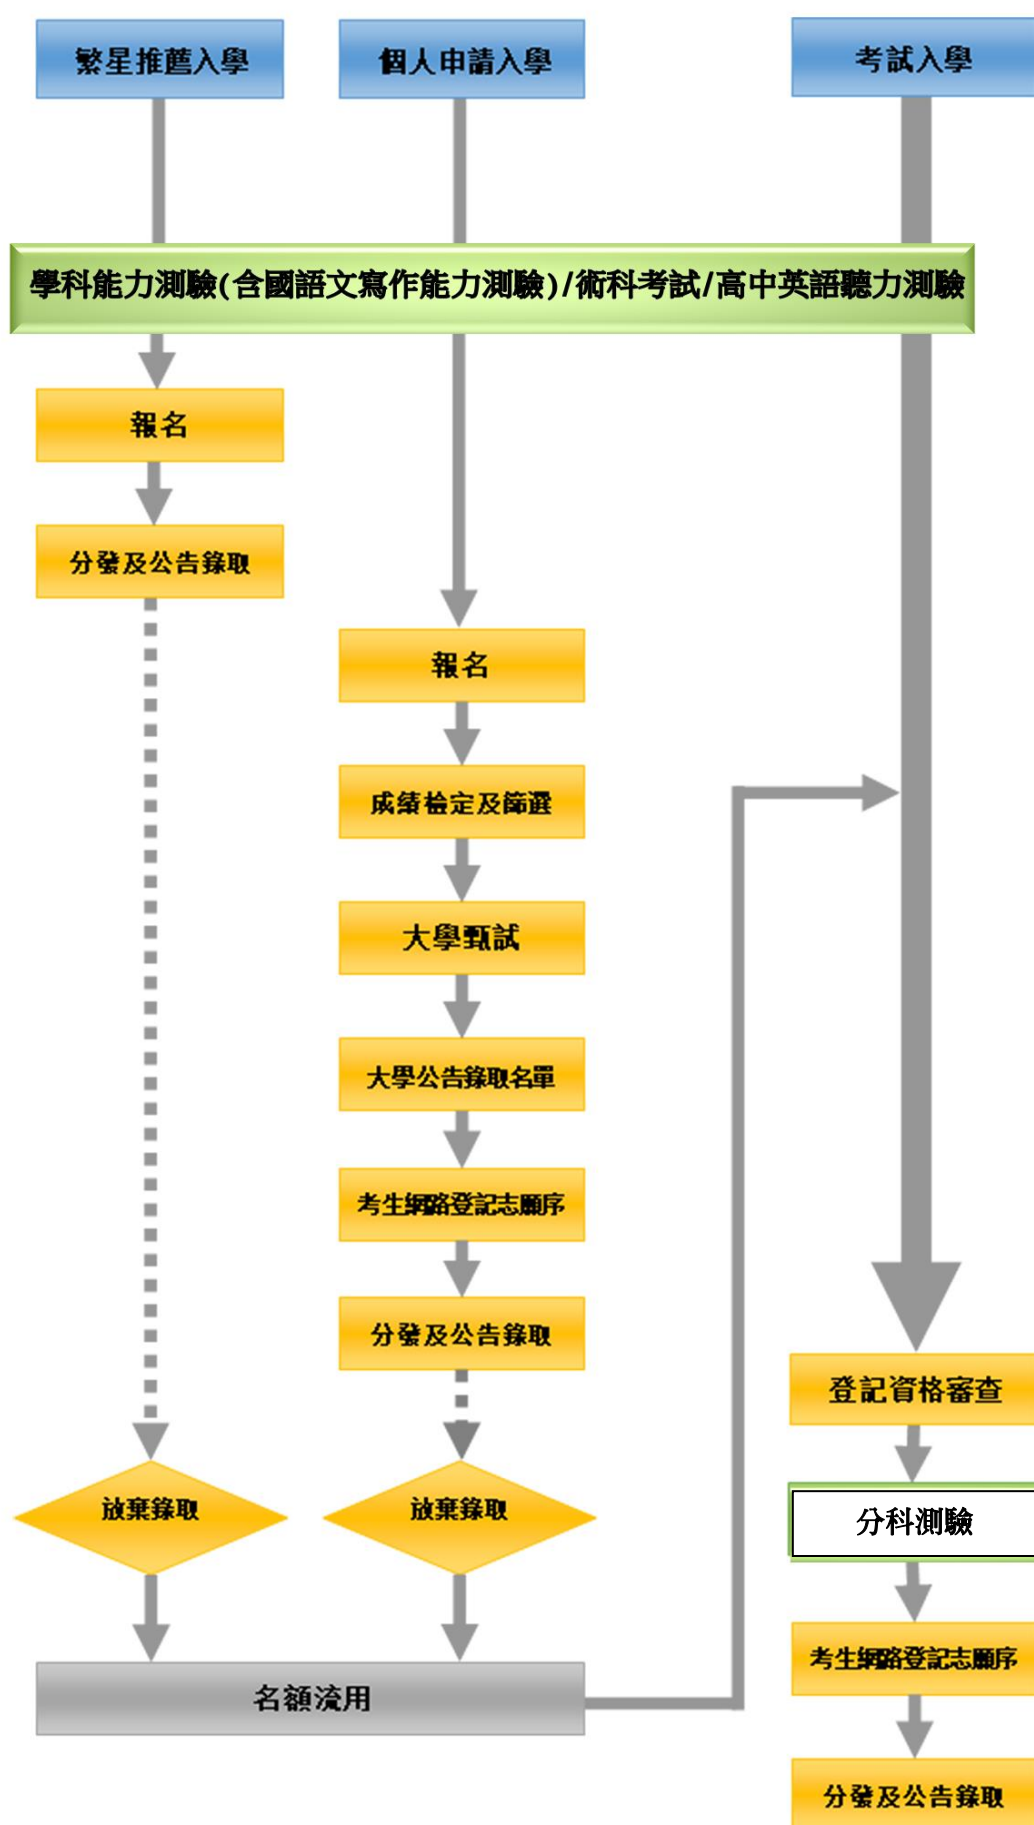 繁星推薦入學
個人申請入學
考試入學
學科能力測驗(含國語文寫作能力測驗)/術科考試/高中英語聽力測驗
報名
分發及公告錄取
報名
成績檢定及篩選
大學甄試
大學公告錄取名單
考生網路登記志願序
分發及公告錄取
放棄錄取
放棄錄取
名額流用
登記資格審查
分科測驗
考生網路登記志願序
分發及公告錄取